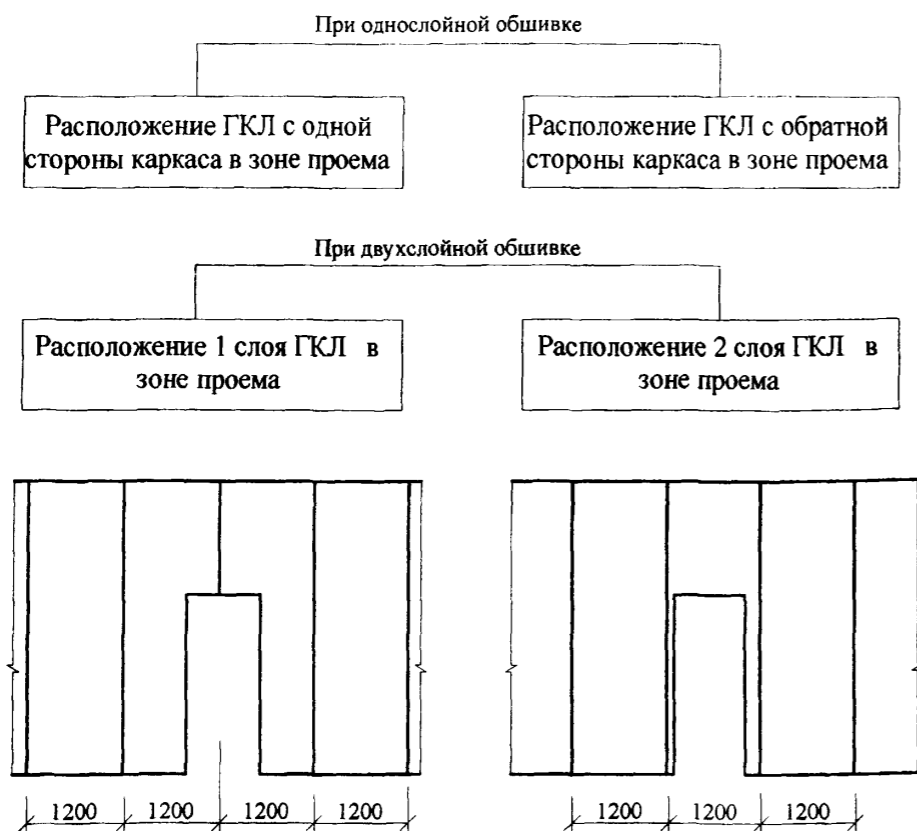 При однослойной обшивке
Расположение ГКЛ с одной
стороны каркаса в зоне проема
Расположение ГКЛ с обратной
стороны каркаса в зоне проема
При двухслойной обшивке
Расположение 1 слоя ГКЛ в
зоне проема
Расположение 2 слоя ГКЛ в
зоне проема
1200 1200 1200 1200
1200 1200 1200